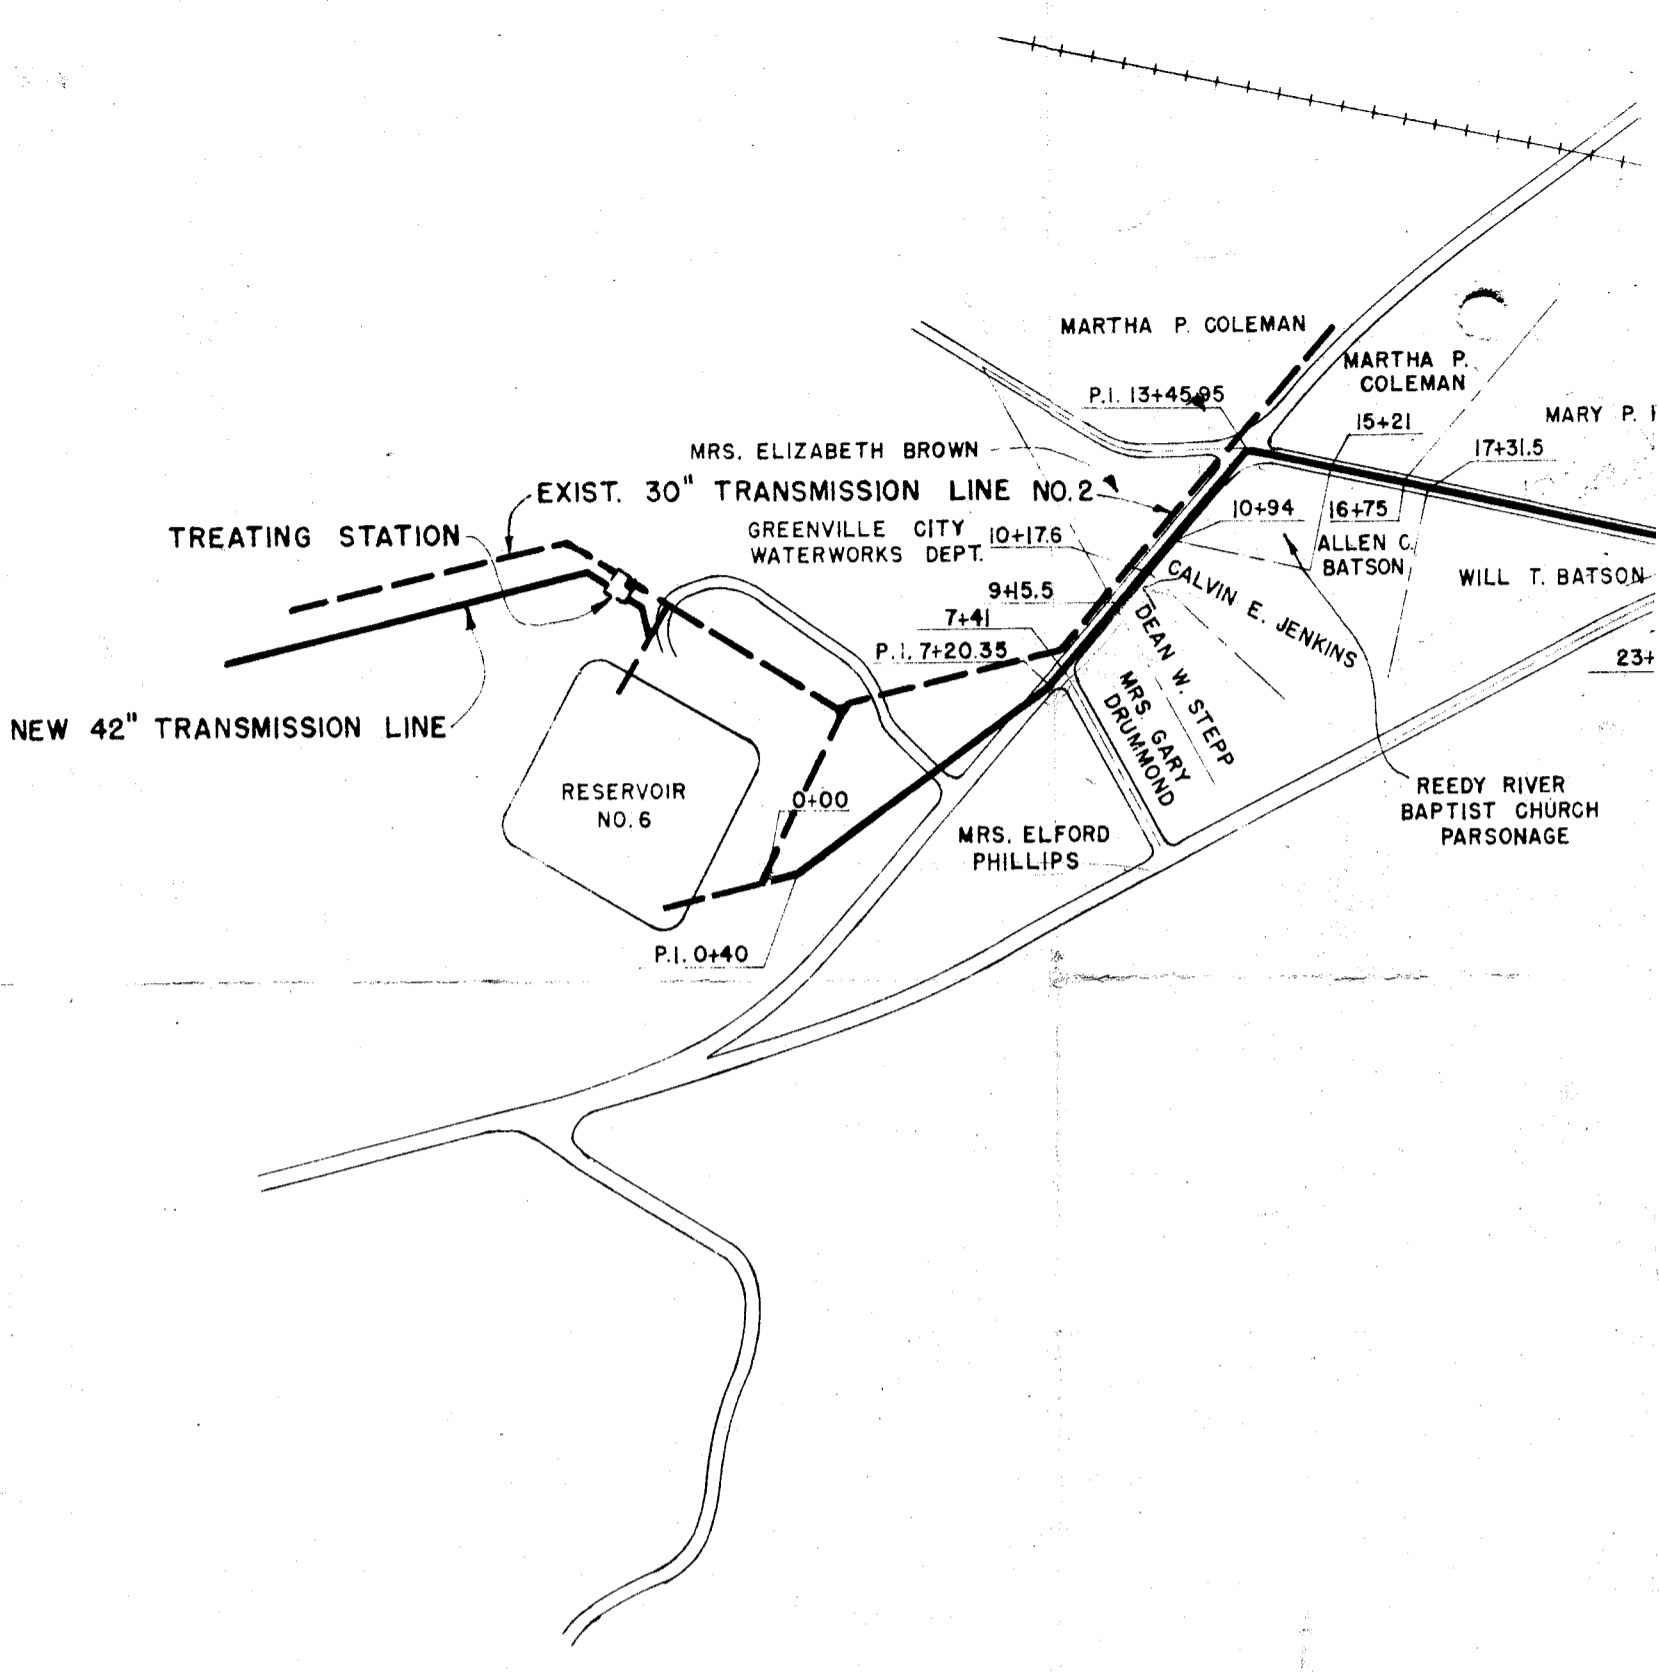 MARTHA P. COLEMAN
MARTHA P.
COLEMAN
P.I. 13+45.95
MARY P.
15+21
17+31.5
MRS. ELIZABETH BROWN
EXIST. 30" TRANSMISSION LINE NO.2
10+94
16+75
TREATING STATION
GREENVILLE CITY
WATERWORKS DEPT.
10+17.6
ALLEN C.
BATSON
WILL T. BATSON
CALVIN E. JENKINS
9+15.5
7+41
P.I. 7+20.35
DEAN W. STEPP
23+
MRS. GARY
DRUMMOND
NEW 42" TRANSMISSION LINE
RESERVOIR
NO. 6
0+00
REEDY RIVER
BAPTIST CHURCH
PARSONAGE
MRS. ELFORD
PHILLIPS
P.I. 0+40